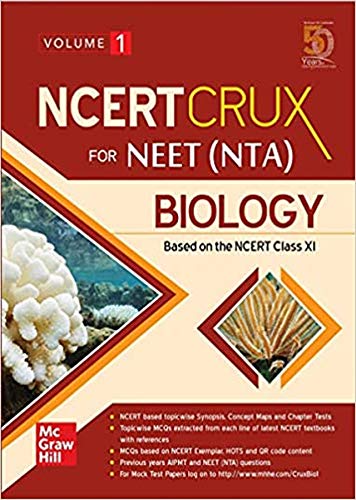 VOLUME 1
50
Years
NCERT CRUX
FOR NEET (NTA)
BIOLOGY
Based on the NCERT Class XI
• NCERT based topicwise Synopsis, Concept Maps and Chapter Tests
• Topicwise MCQs extracted from each line of latest NCERT textbooks
with references
• MCQs based on NCERT Exemplar, HOTS and QR code content
• Previous years AIPMT and NEET (NTA) questions
• For Mock Test Papers log on to http://www.mhhe.com/CruxBiol
Mc
Graw
Hill